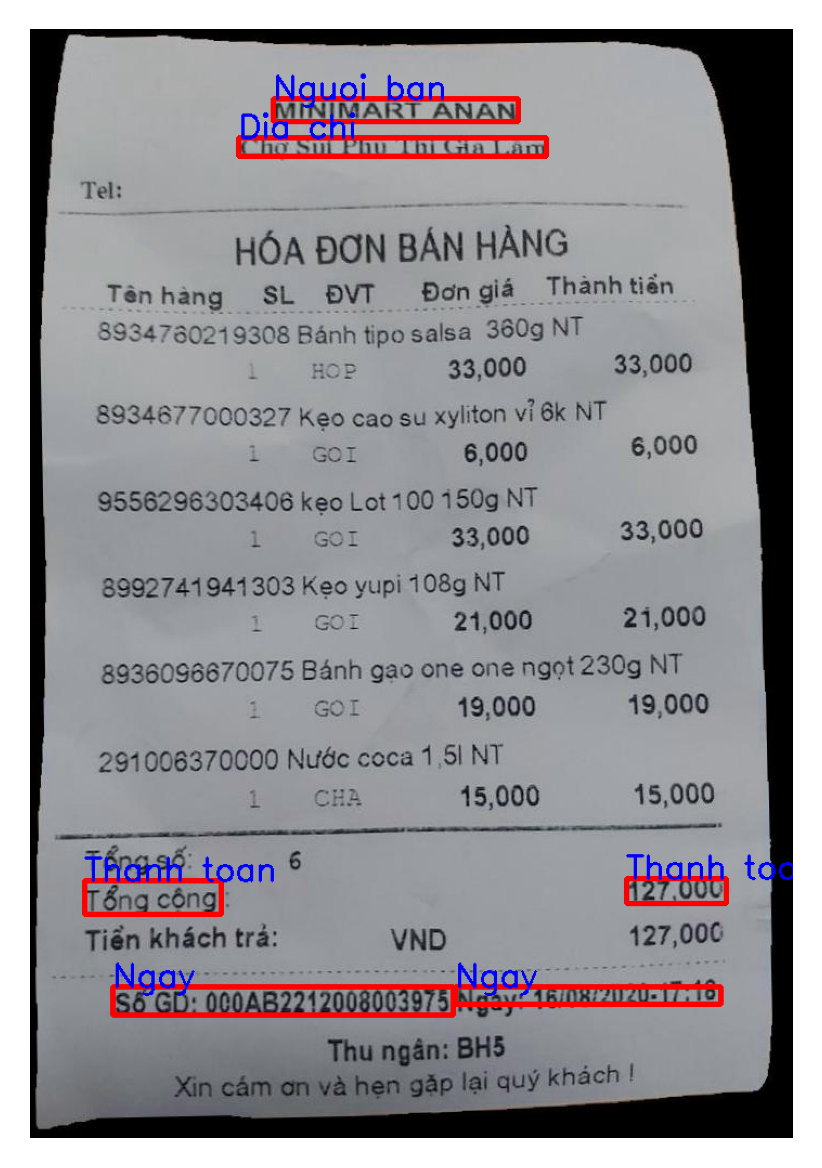 Nguoi ban
MINIMART ANAN
Dia chi
Chợ Sủi Phú Thị Gia Lâm
Tel:
HÓA ĐƠN BÁN HÀNG
Tên hàng SL ĐVT Đơn giá Thành tiền
8934760219308 Bánh tipo salsa 360g NT
1 HOP 33,000 33,000
8934677000327 Kẹo cao su xyliton vỉ 6k NT
1 GOI 6,000 6,000
9556296303406 kẹo Lot 100 150g NT
1 GOI 33,000 33,000
8992741941303 Kẹo yupi 108g NT
1 GOI 21,000 21,000
8936096670075 Bánh gạo one one ngọt 230g NT
1 GOI 19,000 19,000
291006370000 Nước coca 1,5l NT
1 CHA 15,000 15,000
Tổng số: 6
Thanh toan Thanh toa
Tổng cộng : 127,000
Tiền khách trả: VND 127,000
Ngay Ngay
Số GD: 000AB2212008003975 Ngày: 16/08/2020-17:18
Thu ngân: BH5
Xin cám ơn và hẹn gặp lại quý khách !